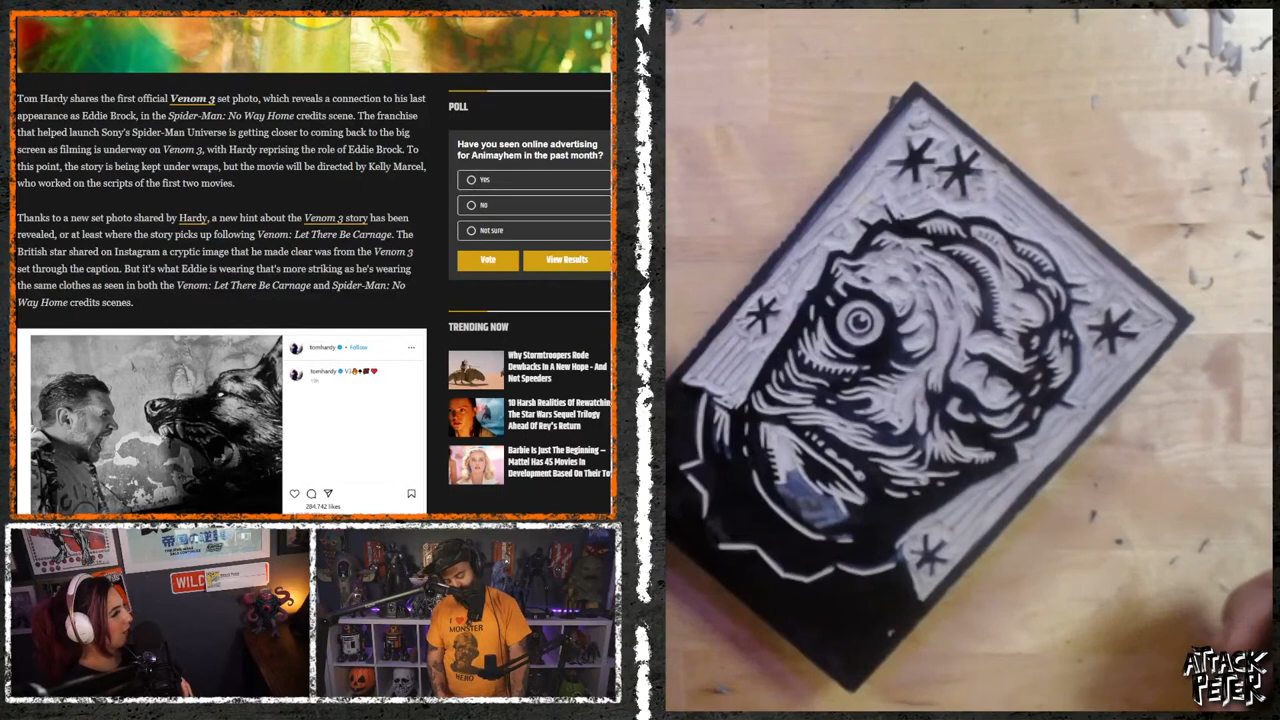 Tom Hardy shares the first official Venom 3 set photo, which reveals a connection to his last
appearance as Eddie Brock, in the Spider-Man: No Way Home credits scene. The franchise
that helped launch Sony's Spider-Man Universe is getting closer to coming back to the big
screen as filming is underway on Venom 3, with Hardy reprising the role of Eddie Brock. To
this point, the story is being kept under wraps, but the movie will be directed by Kelly Marcel,
who worked on the scripts of the first two movies.
Thanks to a new set photo shared by Hardy, a new hint about the Venom 3 story has been
revealed, or at least where the story picks up following Venom: Let There Be Carnage. The
British star shared on Instagram a cryptic image that he made clear was from the Venom 3
set through the caption. But it's what Eddie is wearing that's more striking as he's wearing
the same clothes as seen in both the Venom: Let There Be Carnage and Spider-Man: No
Way Home credits scenes.
tomhardy • Follow
tomhardy V3
284,742 likes
POLL
Have you seen online advertising
for Animayhem in the past month?
Yes
No
Not sure
Vote
View Results
TRENDING NOW
Why Stormtroopers Rode
Dewbacks In A New Hope - And
Not Speeders
10 Harsh Realities Of Rewatching
The Star Wars Sequel Trilogy
Ahead Of Rey's Return
Barbie Is Just The Beginning –
Mattel Has 45 Movies In
Development Based On Their To
WILD
I
MONSTER
HERO
ATTACK
PETER